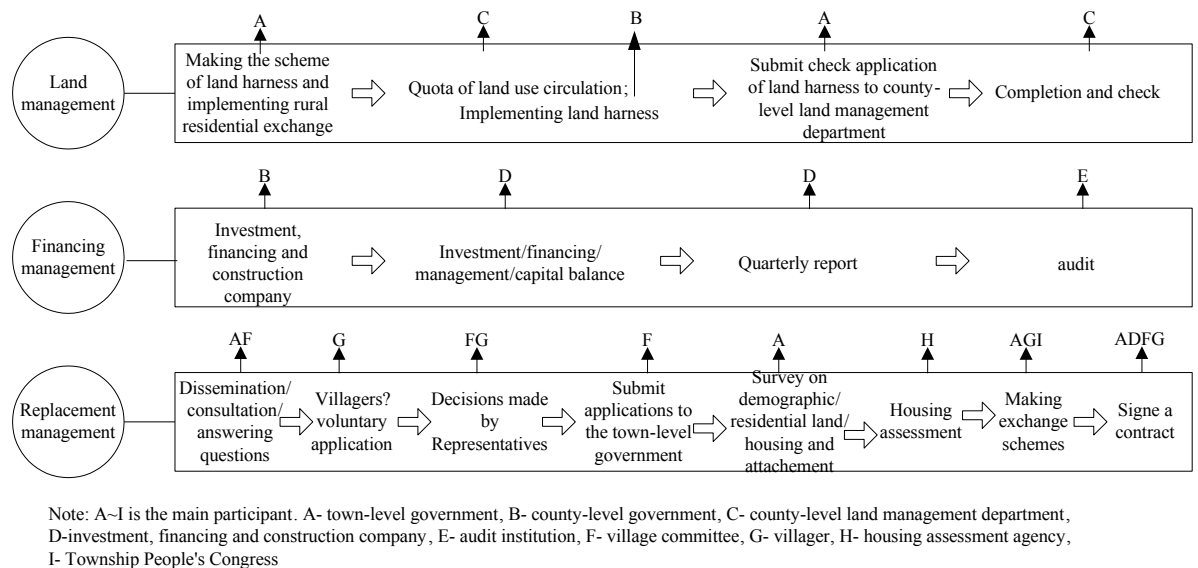 A
C
B
A
C
Land
management
Making the scheme
of land harness and
implementing rural
residential exchange
Quota of land use circulation;
Implementing land harness
Submit check application
of land harness to county-
level land management
department
Completion and check
B
D
D
E
Financing
management
Investment,
financing and
construction
company
Investment/financing/
management/capital balance
Quarterly report
audit
AF
G
FG
F
A
H
AGI
ADFG
Replacement
management
Dissemination/
consultation/
answering
questions
Villagers?
voluntary
application
Decisions made
by
Representatives
Submit
applications to
the town-level
government
Survey on
demographic/
residential land/
housing and
attachement
Housing
assessment
Making
exchange
schemes
Signe a
contract
Note: A~I is the main participant. A- town-level government, B- county-level government, C- county-level land management department,
D-investment, financing and construction company, E- audit institution, F- village committee, G- villager, H- housing assessment agency,
I- Township People's Congress